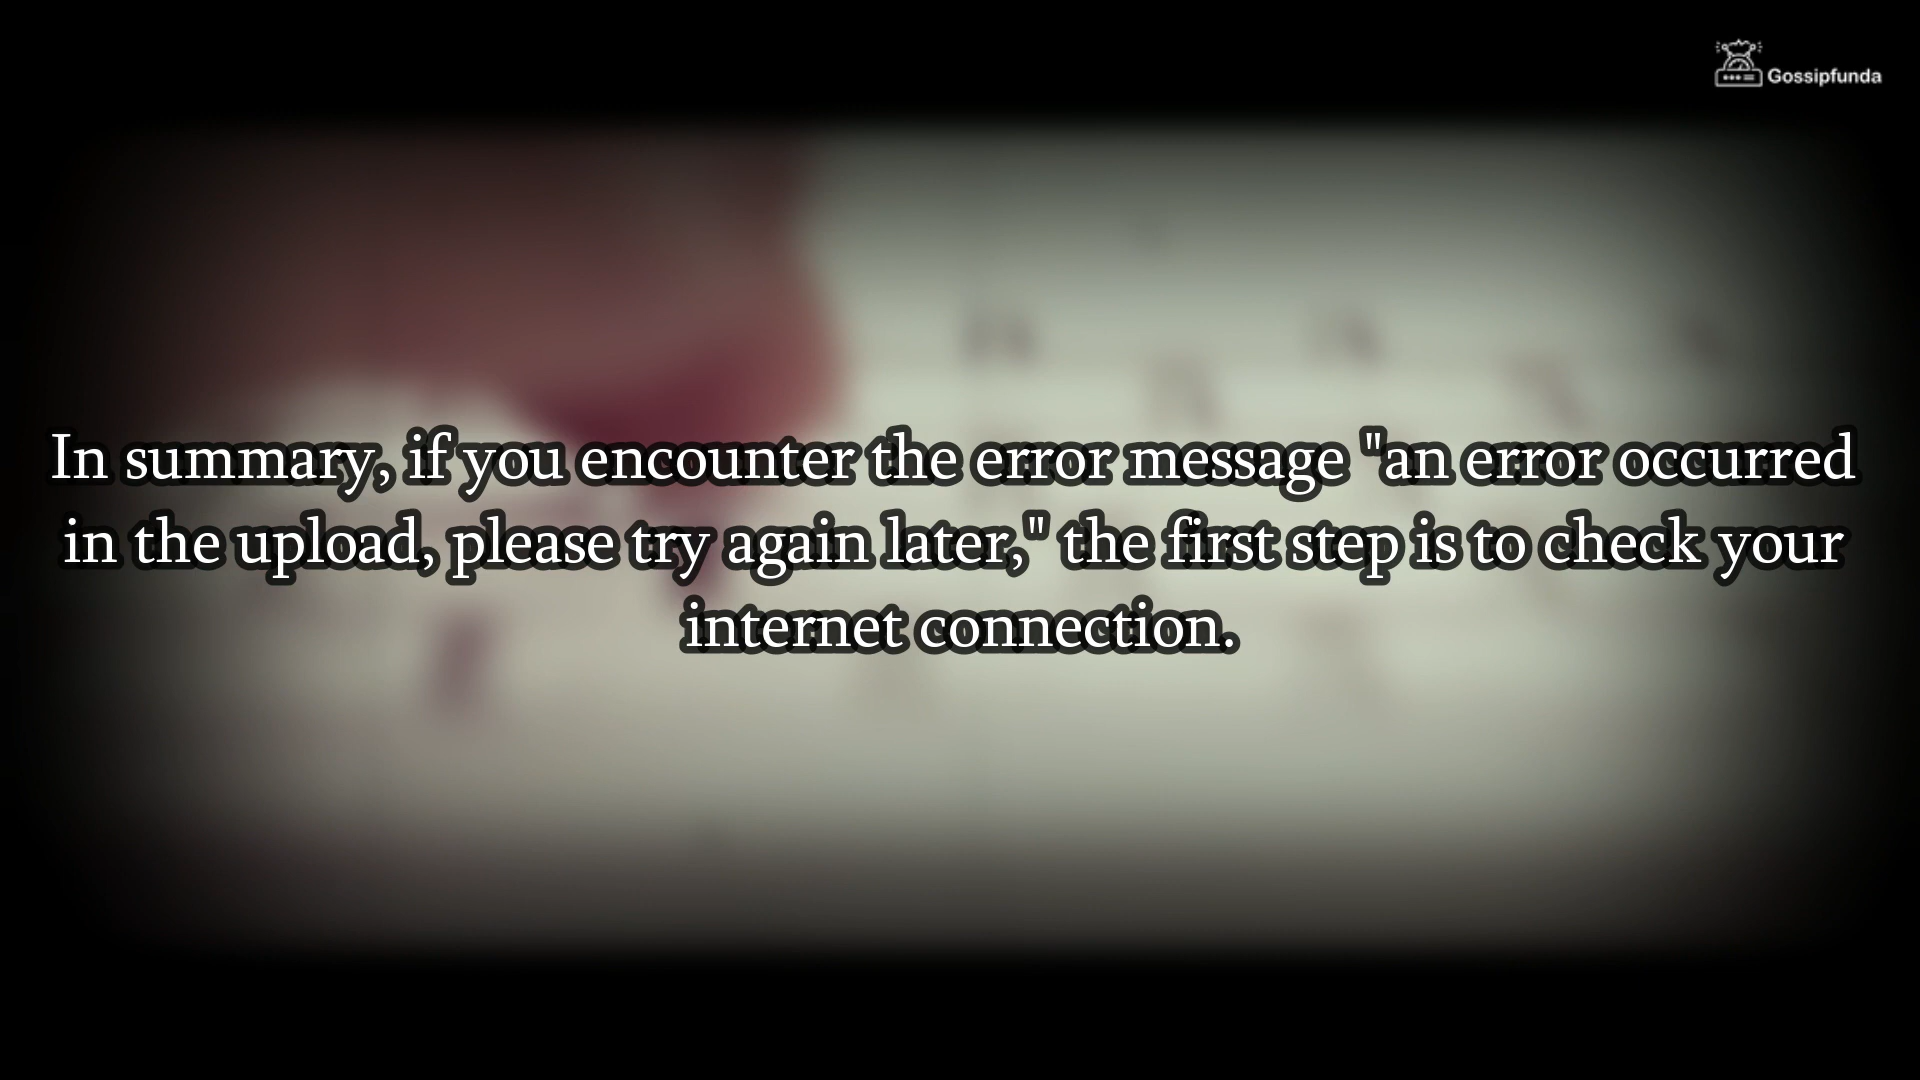 Gossipfunda
In summary, if you encounter the error message "an error occurred
in the upload, please try again later," the first step is to check your
internet connection.